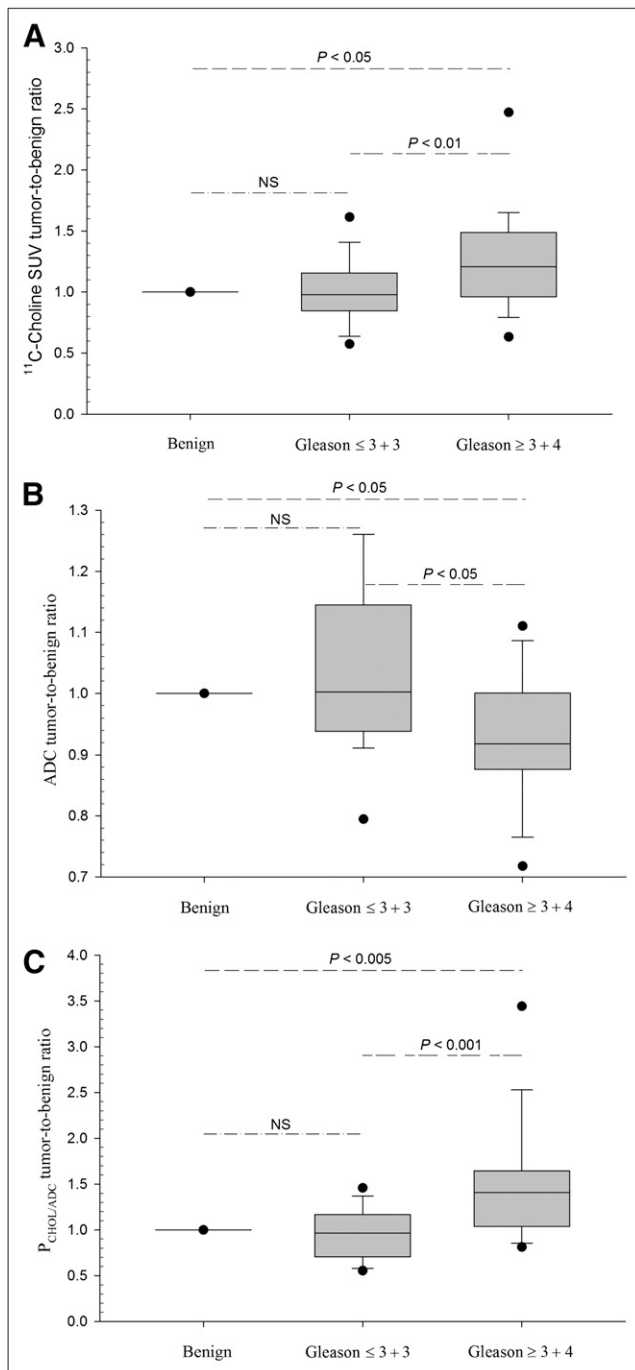 A
¹¹C-Choline SUV tumor-to-benign ratio
3.0
2.5
2.0
1.5
1.0
0.5
0.0
P < 0.05
P < 0.01
NS
Benign
Gleason ≤ 3 + 3
Gleason ≥ 3 + 4
B
ADC tumor-to-benign ratio
1.3
1.2
1.1
1.0
0.9
0.8
0.7
P < 0.05
NS
P < 0.05
Benign
Gleason ≤ 3 + 3
Gleason ≥ 3 + 4
C
P_CHOL/ADC tumor-to-benign ratio
4.0
3.5
3.0
2.5
2.0
1.5
1.0
0.5
0.0
P < 0.005
P < 0.001
NS
Benign
Gleason ≤ 3 + 3
Gleason ≥ 3 + 4